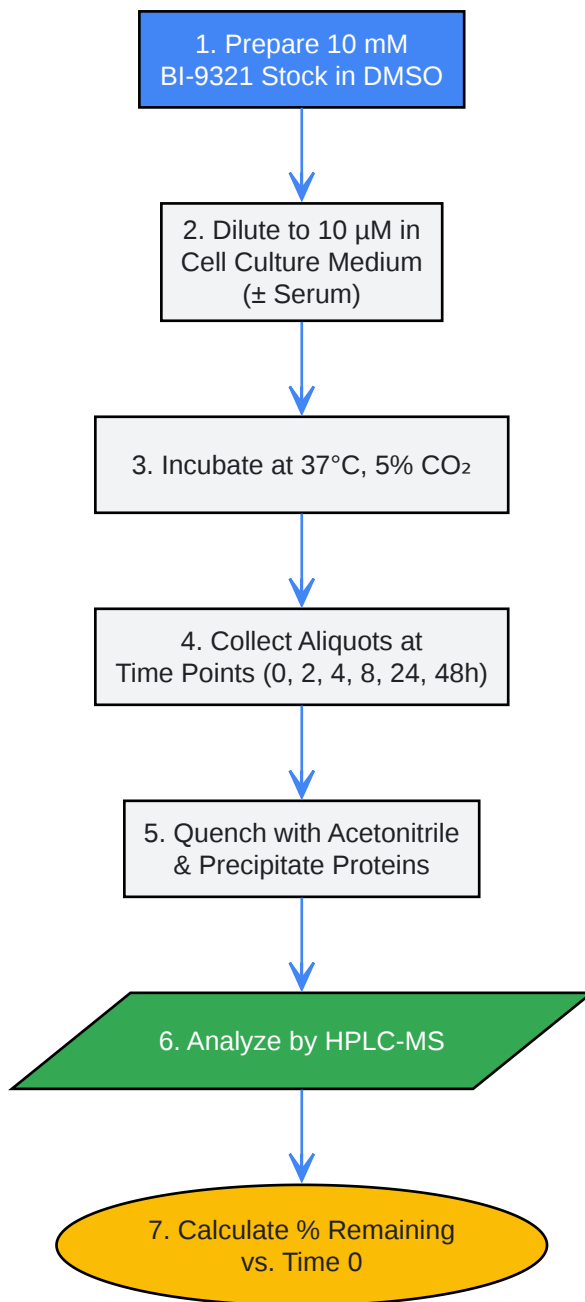 1. Prepare 10 mM
BI-9321 Stock in DMSO
2. Dilute to 10 µM in
Cell Culture Medium
(± Serum)
3. Incubate at 37°C, 5% CO₂
4. Collect Aliquots at
Time Points (0, 2, 4, 8, 24, 48h)
5. Quench with Acetonitrile
& Precipitate Proteins
6. Analyze by HPLC-MS
7. Calculate % Remaining
vs. Time 0